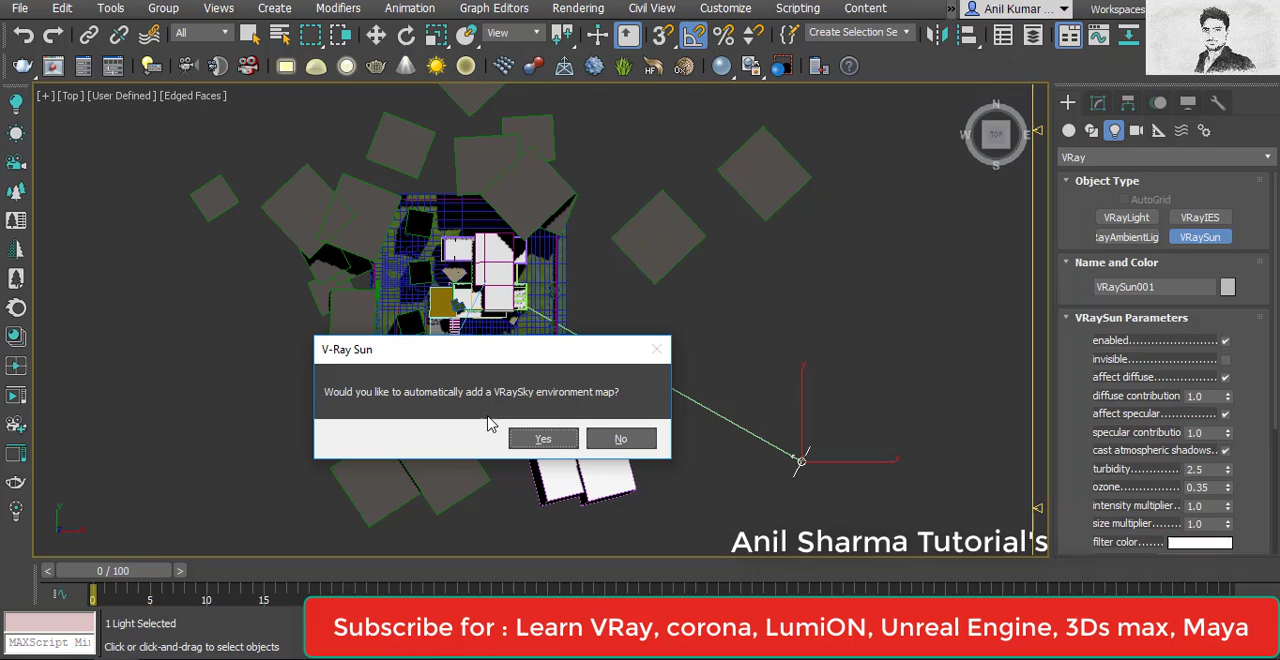 File Edit Tools Group Views Create Modifiers Animation Graph Editors Rendering Civil View Customize Scripting Content » Anil Kumar ... Workspaces
All View 3 % Create Selection Se
HF
[+] [Top] [User Defined] [Edged Faces]
N
W TOP E
S
VRay
Object Type
AutoGrid
VRayLight VRayIES
ayAmbientLig VRaySun
Name and Color
VRaySun001
VRaySun Parameters
enabled
invisible
affect diffuse
diffuse contribution 1.0
affect specular
specular contributio 1.0
cast atmospheric shadows
turbidity 2.5
ozone 0.35
intensity multiplier 1.0
size multiplier 1.0
filter color
V-Ray Sun
Would you like to automatically add a VRaySky environment map?
Yes No
y
x
y
Anil Sharma Tutorial's
< 0 / 100 >
0 5 10 15
1 Light Selected
MAXScript Mi
Click or click-and-drag to select objects
Subscribe for : Learn VRay, corona, LumiON, Unreal Engine, 3Ds max, Maya